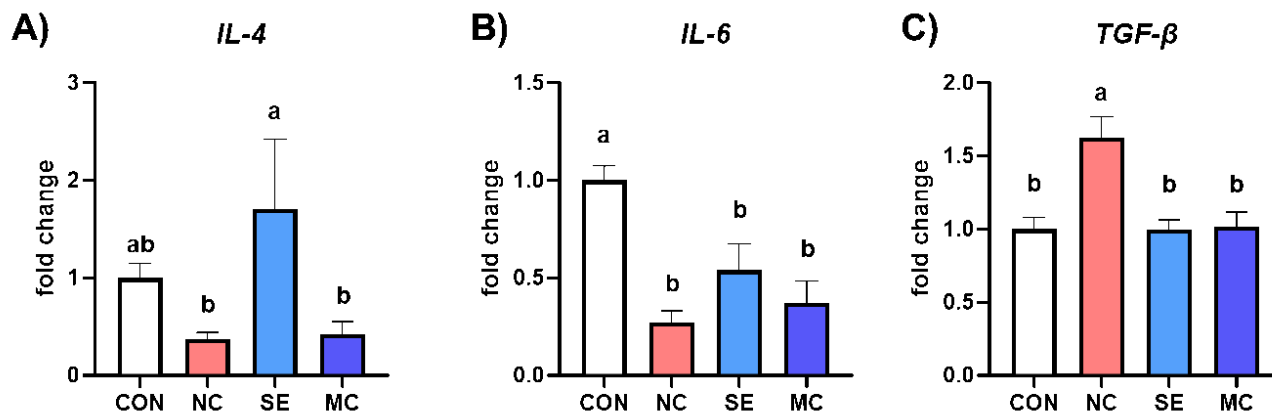 A) IL-4
fold change
3
2
1
0
ab
b
a
b
CON NC SE MC
B) IL-6
fold change
1.5
1.0
0.5
0.0
a
b
b
b
CON NC SE MC
C) TGF-β
fold change
2.0
1.5
1.0
0.5
0.0
b
a
b
b
CON NC SE MC